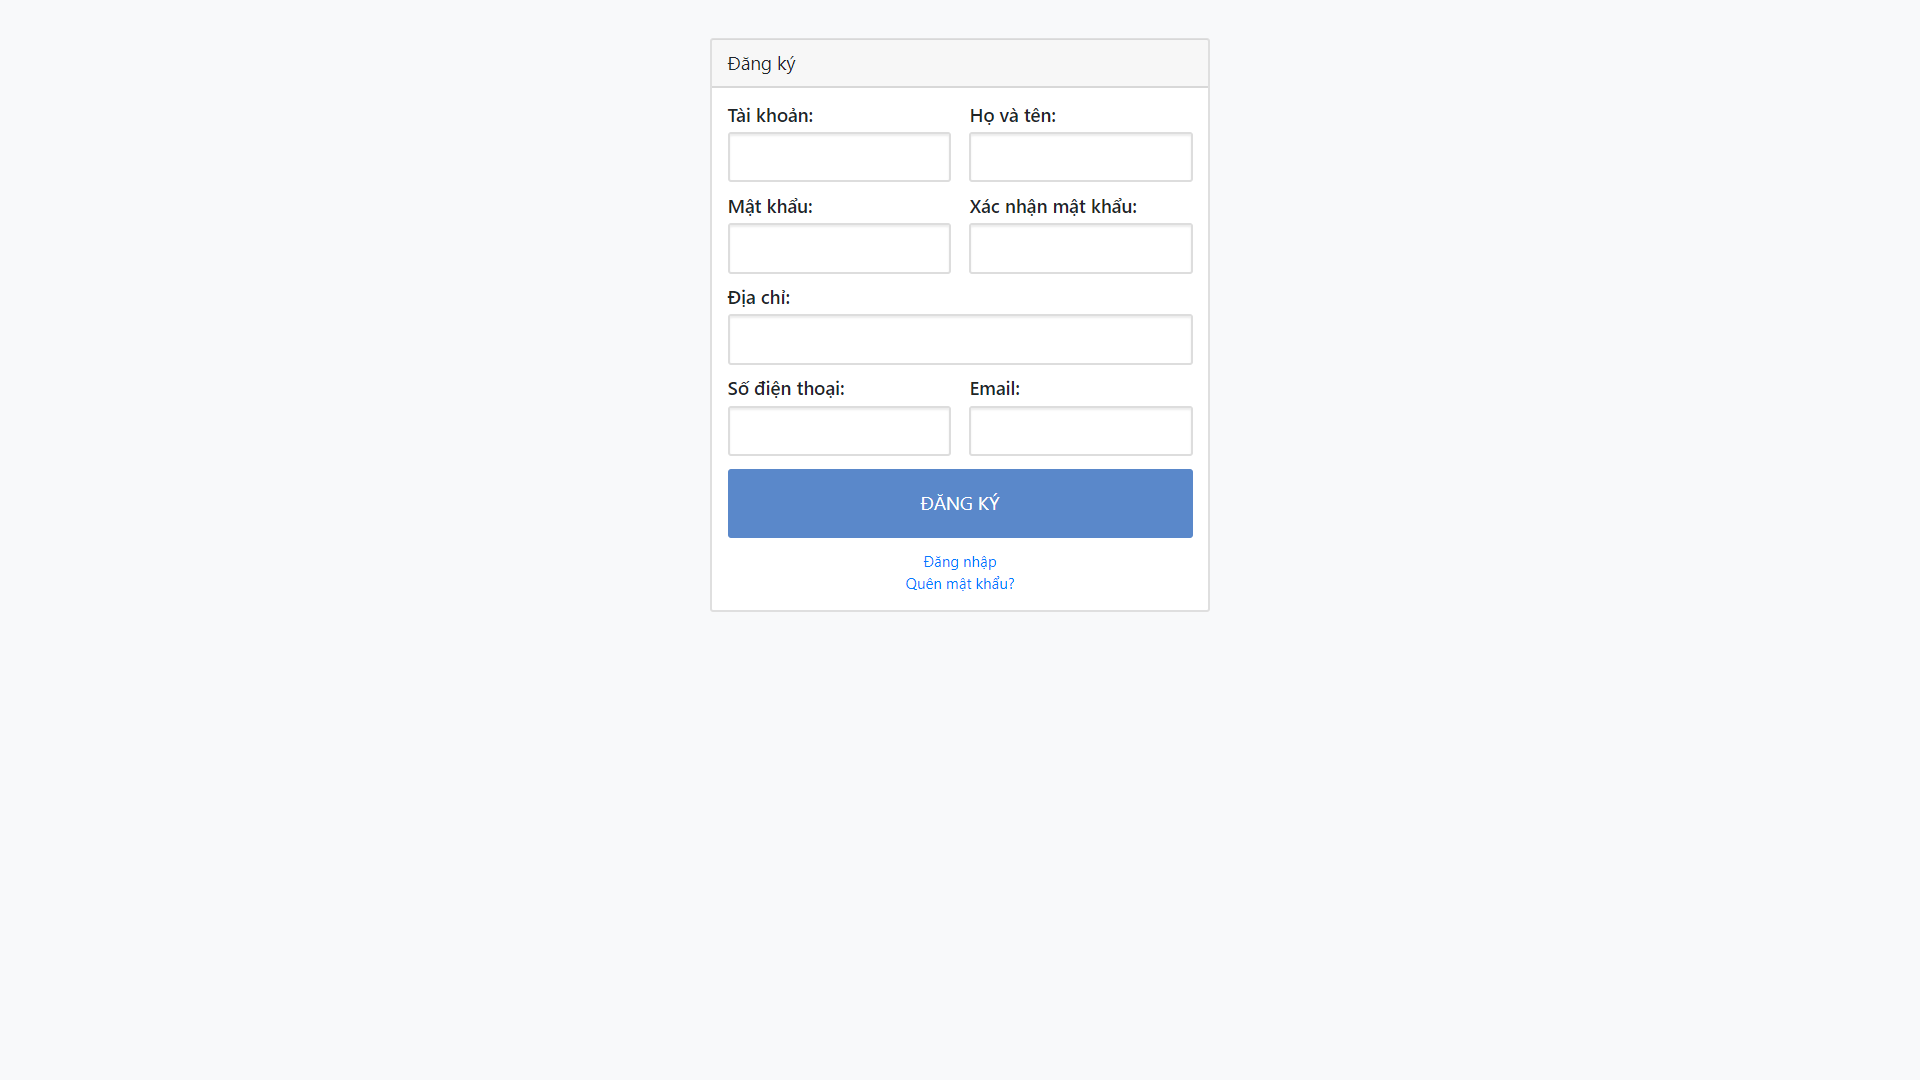 Đăng ký
Tài khoản:
Họ và tên:
Mật khẩu:
Xác nhận mật khẩu:
Địa chỉ:
Số điện thoại:
Email:
ĐĂNG KÝ
Đăng nhập
Quên mật khẩu?